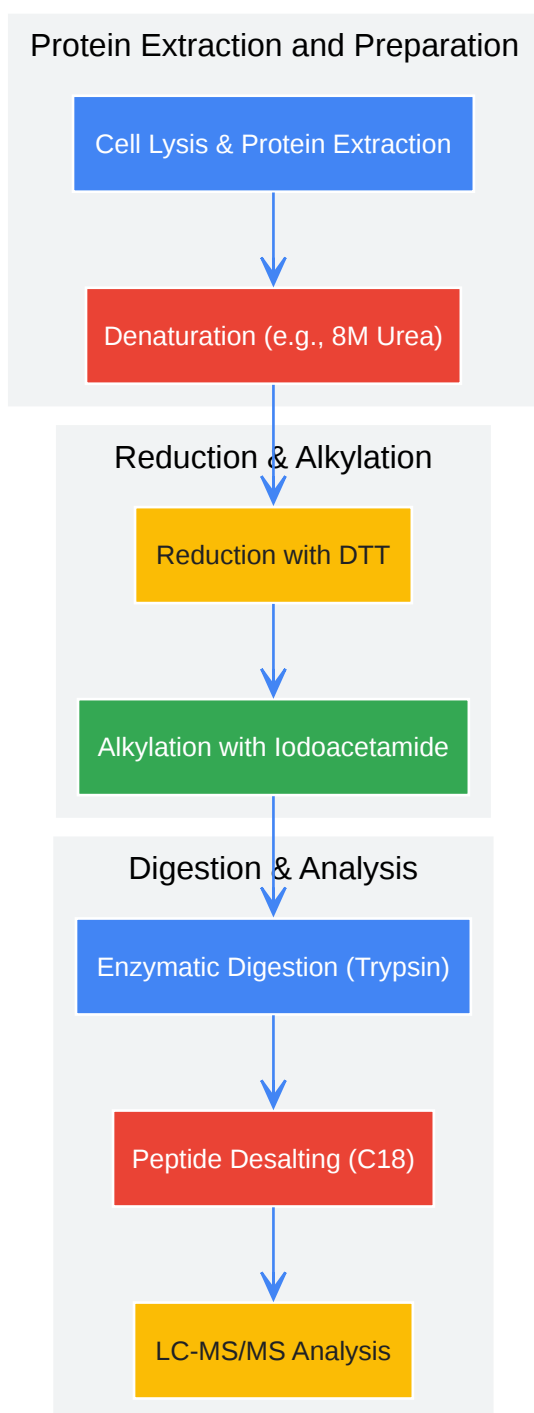 Protein Extraction and Preparation
Cell Lysis & Protein Extraction
Denaturation (e.g., 8M Urea)
Reduction & Alkylation
Reduction with DTT
Alkylation with Iodoacetamide
Digestion & Analysis
Enzymatic Digestion (Trypsin)
Peptide Desalting (C18)
LC-MS/MS Analysis